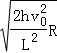 √(2hv₀²/L² R)